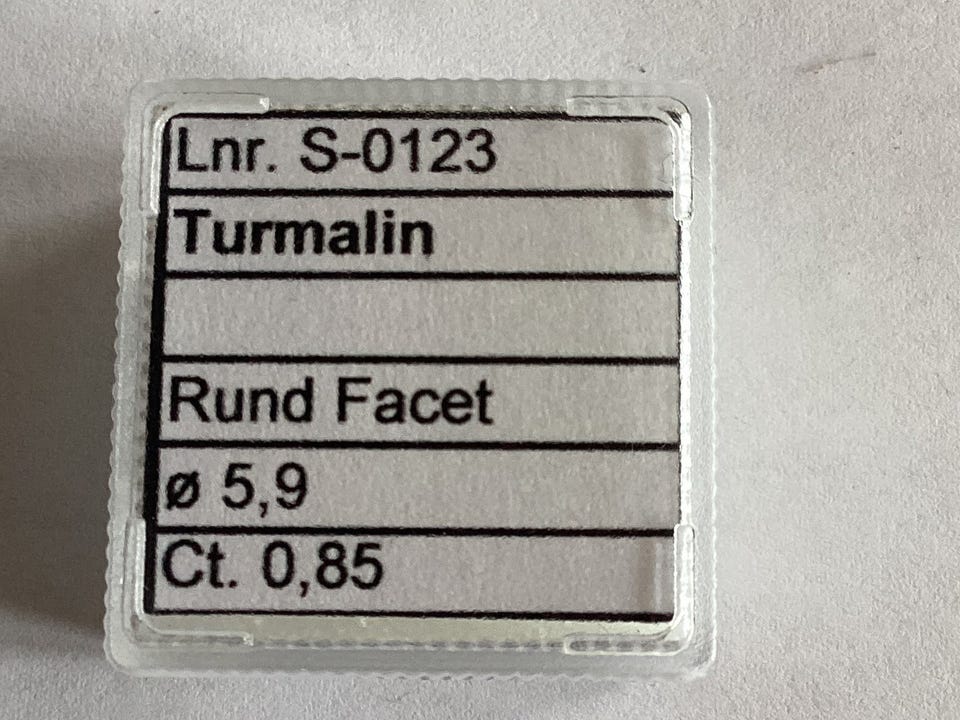 Lnr. S-0123
Turmalin
Rund Facet
ø 5,9
Ct. 0,85